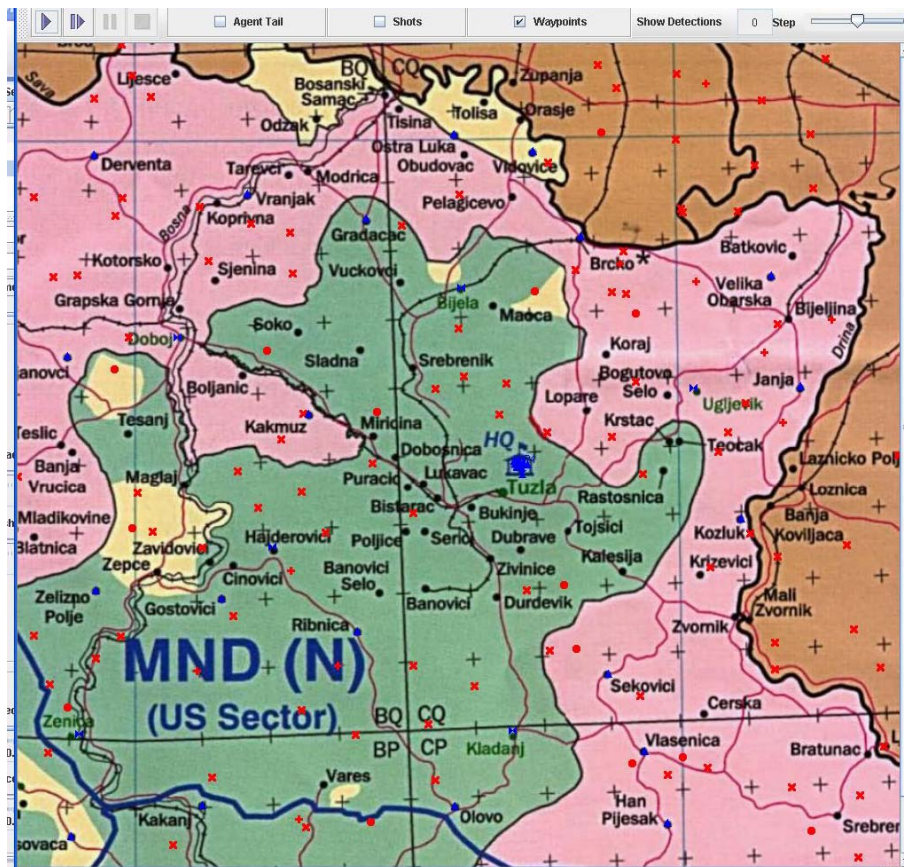 Agent Tail
Shots
Waypoints
Show Detections
0
Step
Sava
Lijesce
BQ
CQ
Bosanski
Samac
Zupanja
Odzak
Tisina
Tolisa
Orasje
Ostra Luka
Obudovac
Vidovice
Derventa
Tarevci
Modrica
Vranjak
Pelagicevo
Koprivna
Bosna
Gradacac
Batkovic
Kotorsko
Sjenina
Vuckovci
Brcko *
Velika
Obarska
Grapska Gornja
Bijela
Maoca
Bijeljina
Doboj
Soko
Drina
Koraj
anovci
Sladna
Srebrenik
Bogutovo
Selo
Janja
Boljanic
Lopare
Ugljevik
Tesanj
Kakmuz
Miricina
Krstac
Teslic
Dobosnica
HQ
Teocak
Banja
Vrucica
Maglaj
Puracic
Lukavac
Laznicko Polj
Tuzla
Rastosnica
Loznica
Mladikovine
Bistarac
Bukinje
Banja
Koviljaca
Blatnica
Zavidovici
Hajderovici
Poljice
Serici
Dubrave
Tojsici
Kozluk
Zepce
Cinovici
Banovici
Selo
Zivinice
Kalesija
Krizevici
Zelizno
Polje
Gostovici
Banovici
Durdevik
Mali
Zvornik
Ribnica
Zvornik
MND (N)
Sekovici
(US Sector)
BQ
CQ
Cerska
Zenica
BP
CP
Kladanj
Vlasenica
Bratunac
Vares
Kakanj
Olovo
Han
Pijesak
Srebrer
sovaca